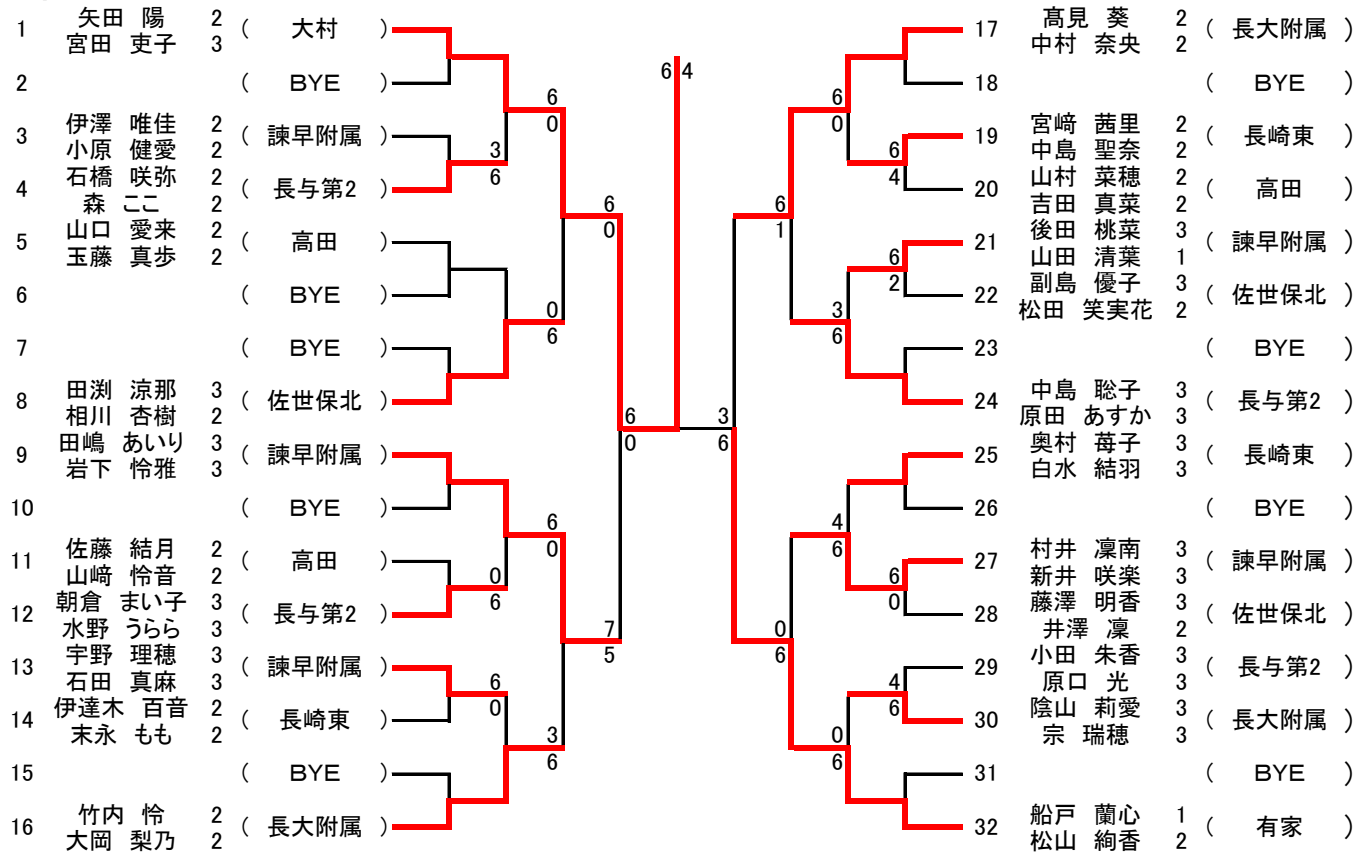 1 矢田 陽 2 宮田 吏子 3 ( 大村 )
2 ( BYE )
3 伊澤 唯佳 2 小原 健愛 2 ( 諫早附属 )
4 石橋 咲弥 2 森 ここ 2 ( 長与第2 )
5 山口 愛来 2 玉藤 真歩 2 ( 高田 )
6 ( BYE )
7 ( BYE )
8 田渕 涼那 3 相川 杏樹 2 ( 佐世保北 )
9 田嶋 あいり 3 岩下 怜雅 3 ( 諫早附属 )
10 ( BYE )
11 佐藤 結月 2 山﨑 怜音 2 ( 高田 )
12 朝倉 まい子 3 水野 うらら 3 ( 長与第2 )
13 宇野 理穂 3 石田 真麻 3 ( 諫早附属 )
14 伊達木 百音 2 末永 もも 2 ( 長崎東 )
15 ( BYE )
16 竹内 怜 2 大岡 梨乃 2 ( 長大附属 )
3 6
0 6
6 0
6 0
0 6
6 0
3 6
6 0
7 5
6 0
6 4
3 6
6 1
0 6
6 0
3 6
4 6
0 6
6 4
6 2
6 0
4 6
17 髙見 葵 2 中村 奈央 2 ( 長大附属 )
18 ( BYE )
19 宮﨑 茜里 2 中島 聖奈 2 ( 長崎東 )
20 山村 菜穂 2 吉田 真菜 2 ( 高田 )
21 後田 桃菜 3 山田 清葉 1 ( 諫早附属 )
22 副島 優子 3 松田 笑実花 2 ( 佐世保北 )
23 ( BYE )
24 中島 聡子 3 原田 あすか 3 ( 長与第2 )
25 奥村 苺子 3 白水 結羽 3 ( 長崎東 )
26 ( BYE )
27 村井 凜南 3 新井 咲楽 3 ( 諫早附属 )
28 藤澤 明香 3 井澤 凜 2 ( 佐世保北 )
29 小田 朱香 3 原口 光 3 ( 長与第2 )
30 陰山 莉愛 3 宗 瑞穂 3 ( 長大附属 )
31 ( BYE )
32 船戸 蘭心 1 松山 絢香 2 ( 有家 )